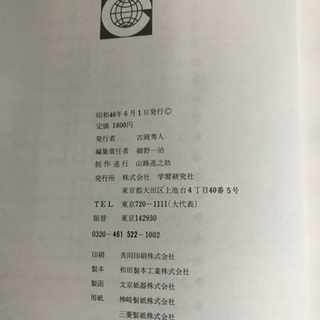 昭和46年6月1日発行©
定価 1800円
発行者 古岡秀人
編集責任者 細野一治
制作進行 山路進之助
発行所 株式会社 学習研究社
東京都大田区上池台4丁目40番5号
TEL 東京720-1111(大代表)
振替 東京142930
0320-461522-1002
印刷 共同印刷株式会社
製本 和田製本工業株式会社
製函 文京紙器株式会社
用紙 神崎製紙株式会社
三菱製紙株式会社